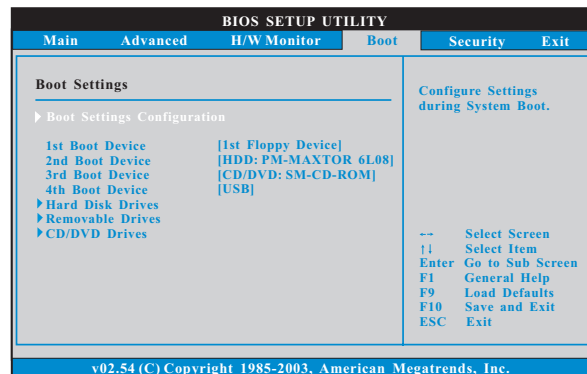 BIOS SETUP UTILITY
Main Advanced H/W Monitor Boot Security Exit
Boot Settings
Boot Settings Configuration
1st Boot Device [1st Floppy Device]
2nd Boot Device [HDD: PM-MAXTOR 6L08]
3rd Boot Device [CD/DVD: SM-CD-ROM]
4th Boot Device [USB]
Hard Disk Drives
Removable Drives
CD/DVD Drives
Configure Settings
during System Boot.
←→ Select Screen
↑↓ Select Item
Enter Go to Sub Screen
F1 General Help
F9 Load Defaults
F10 Save and Exit
ESC Exit
v02.54 (C) Copyright 1985-2003, American Megatrends, Inc.